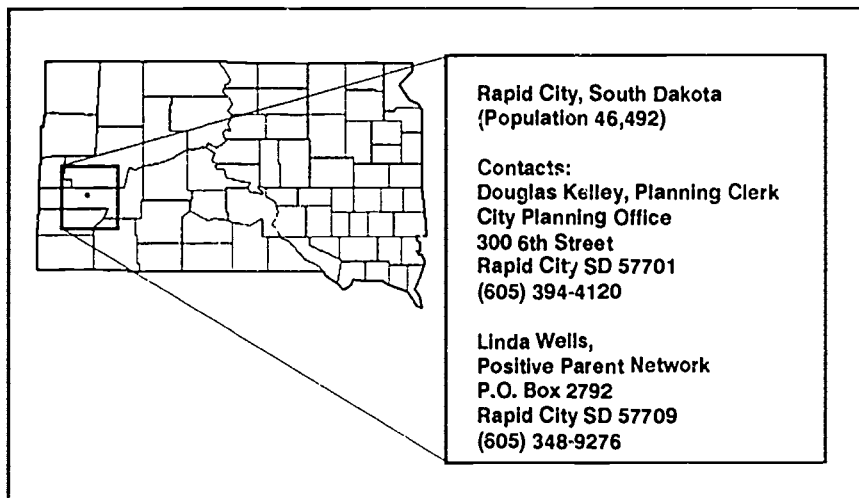 Rapid City, South Dakota
(Population 46,492)
Contacts:
Douglas Kelley, Planning Clerk
City Planning Office
300 6th Street
Rapid City SD 57701
(605) 394-4120
Linda Wells,
Positive Parent Network
P.O. Box 2792
Rapid City SD 57709
(605) 348-9276